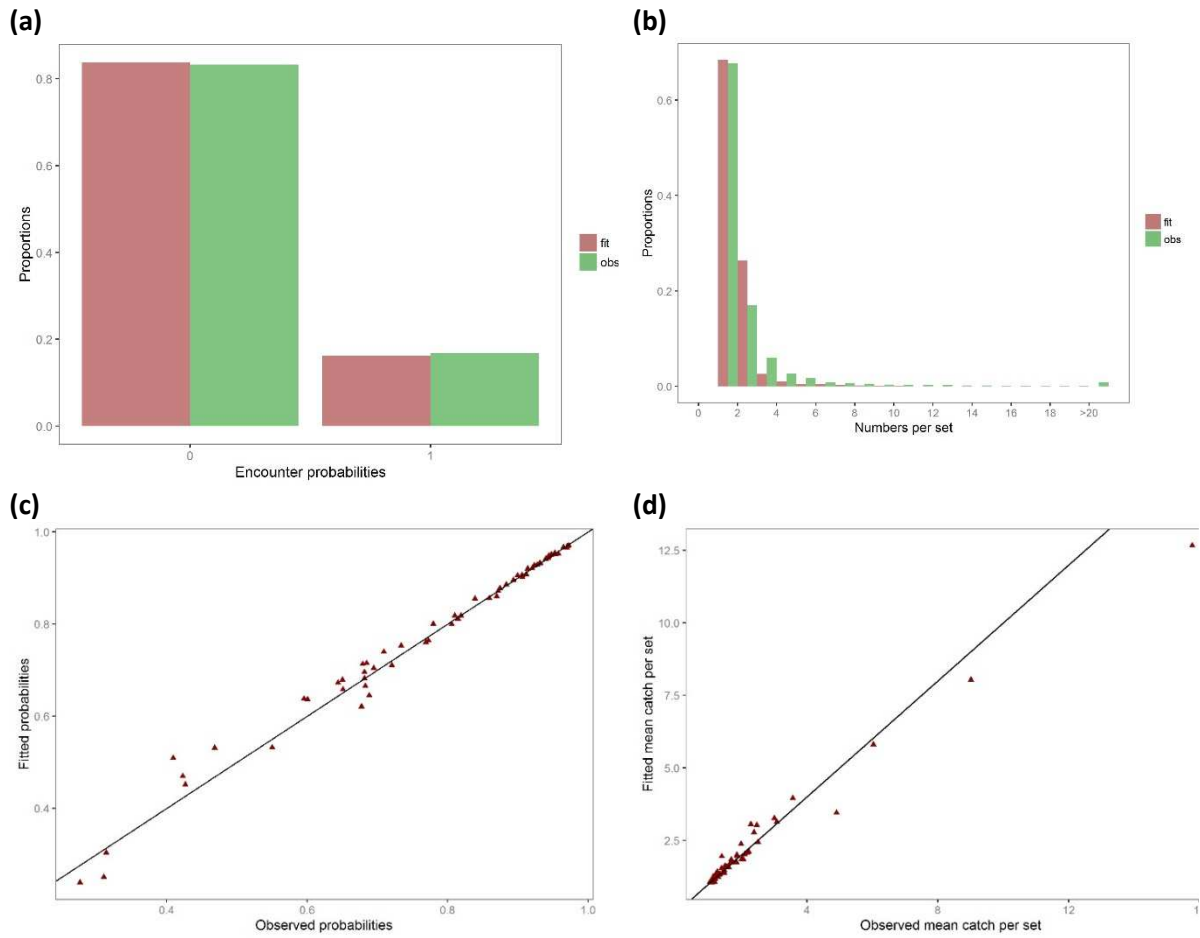 (a)
0.8
0.6
0.4
0.2
0.0
Proportions
0
1
Encounter probabilities
fit
obs
(b)
0.6
0.4
0.2
0.0
Proportions
0 2 4 6 8 10 12 14 16 18 >20
Numbers per set
fit
obs
(c)
1.0
0.8
0.6
0.4
Fitted probabilities
0.4 0.6 0.8 1.0
Observed probabilities
(d)
12.5
10.0
7.5
5.0
2.5
Fitted mean catch per set
4 8 12
Observed mean catch per set